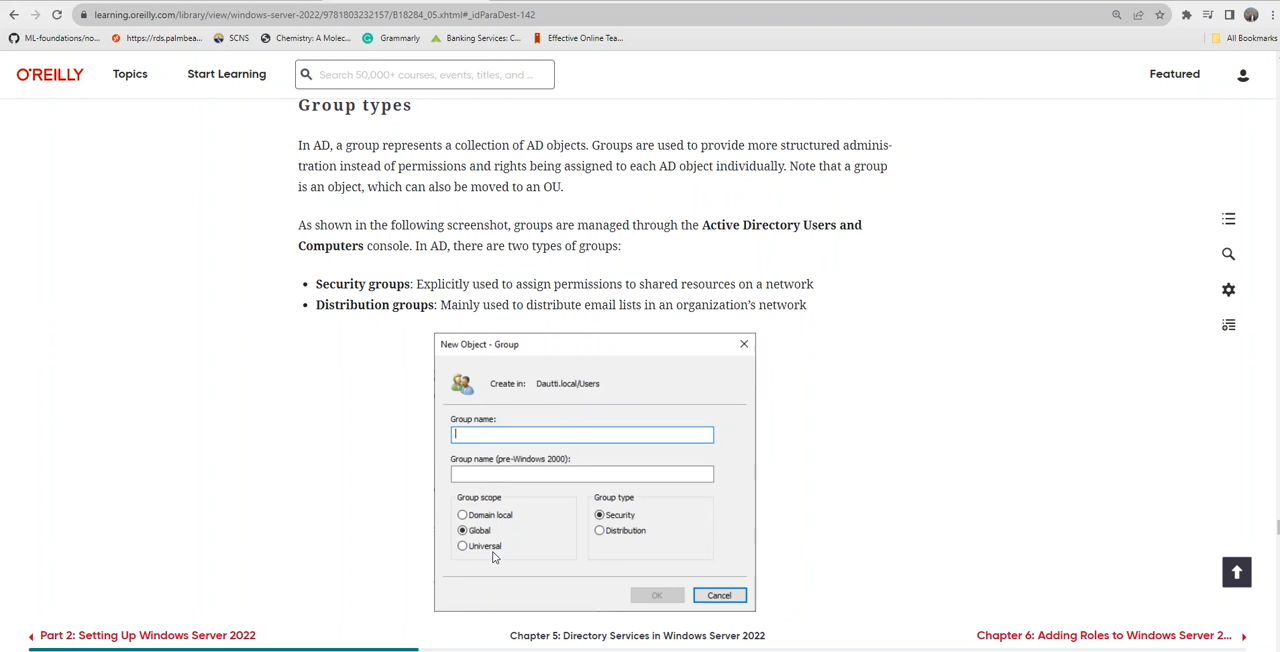 learning.oreilly.com/library/view/windows-server-2022/9781803232157/B18284_05.xhtml#_idParaDest-142
ML-foundations/no...
https://rds.palmbea...
SCNS
Chemistry: A Molec...
Grammarly
Banking Services: C...
Effective Online Tea...
All Bookmarks
O'REILLY
Topics
Start Learning
Search 50,000+ courses, events, titles, and ...
Featured
Group types
In AD, a group represents a collection of AD objects. Groups are used to provide more structured adminis-
tration instead of permissions and rights being assigned to each AD object individually. Note that a group
is an object, which can also be moved to an OU.
As shown in the following screenshot, groups are managed through the Active Directory Users and
Computers console. In AD, there are two types of groups:
• Security groups: Explicitly used to assign permissions to shared resources on a network
• Distribution groups: Mainly used to distribute email lists in an organization’s network
New Object - Group
Create in: Dautti.local/Users
Group name:
Group name (pre-Windows 2000):
Group scope
Domain local
Global
Universal
Group type
Security
Distribution
OK
Cancel
Part 2: Setting Up Windows Server 2022
Chapter 5: Directory Services in Windows Server 2022
Chapter 6: Adding Roles to Windows Server 2...